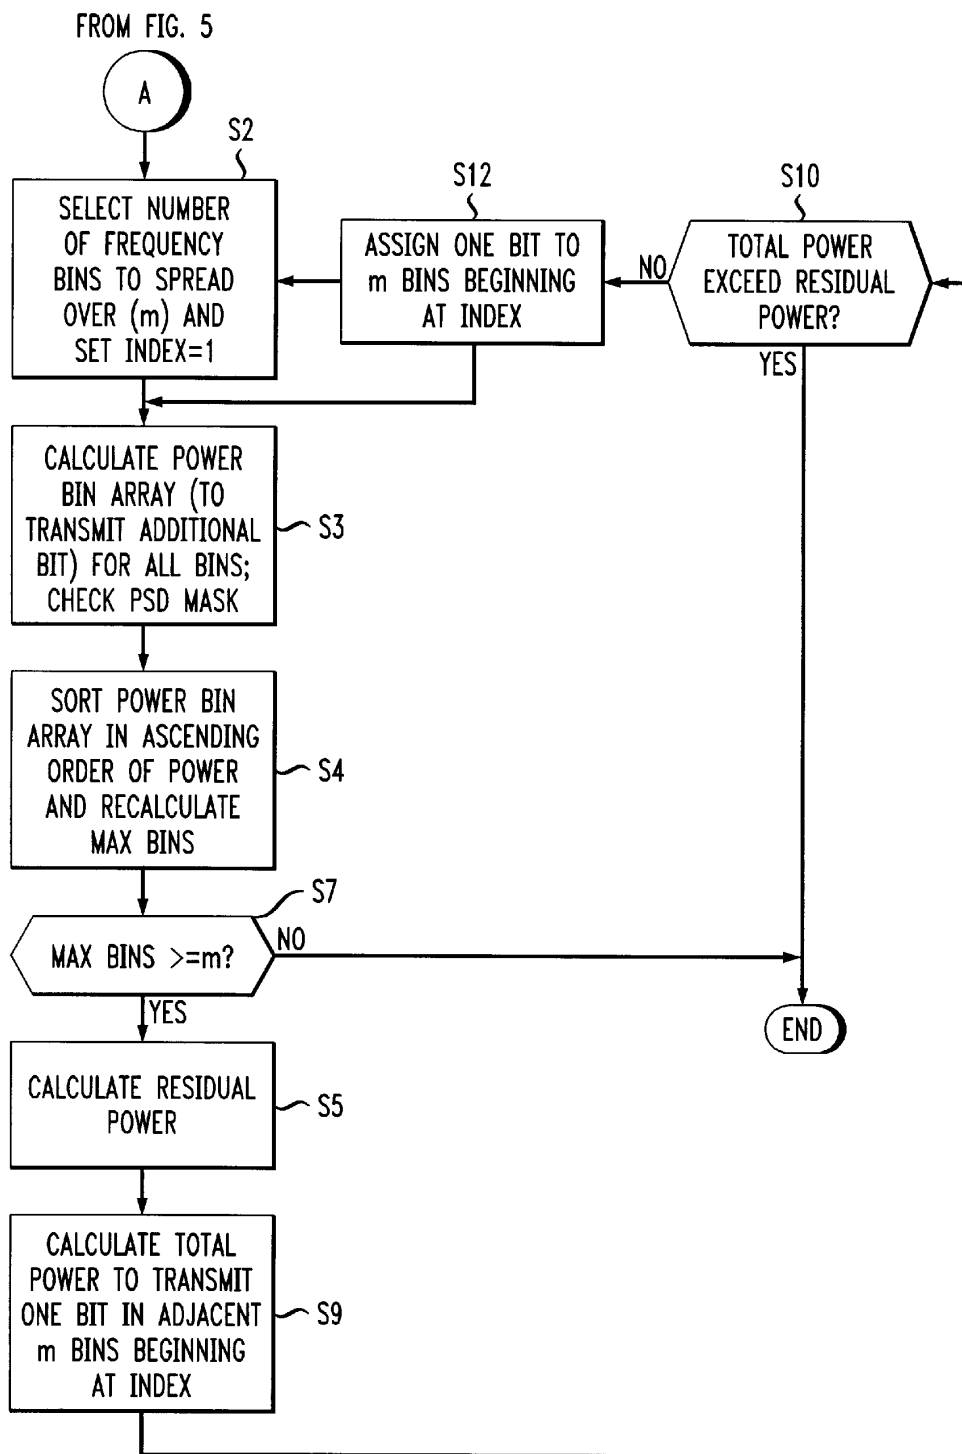 FROM FIG. 5
A
S2
SELECT NUMBER
OF FREQUENCY
BINS TO SPREAD
OVER (m) AND
SET INDEX=1
S12
ASSIGN ONE BIT TO
m BINS BEGINNING
AT INDEX
S10
TOTAL POWER
EXCEED RESIDUAL
POWER?
NO
YES
CALCULATE POWER
BIN ARRAY (TO
TRANSMIT ADDITIONAL
BIT) FOR ALL BINS;
CHECK PSD MASK
S3
SORT POWER BIN
ARRAY IN ASCENDING
ORDER OF POWER
AND RECALCULATE
MAX BINS
S4
S7
MAX BINS >=m?
NO
YES
END
CALCULATE RESIDUAL
POWER
S5
CALCULATE TOTAL
POWER TO TRANSMIT
ONE BIT IN ADJACENT
m BINS BEGINNING
AT INDEX
S9